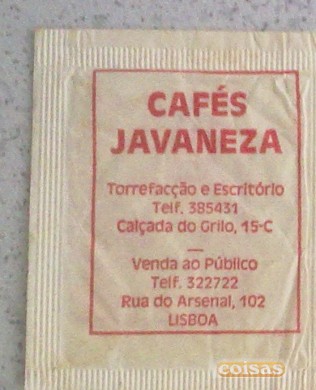 CAFÉS
JAVANEZA
Torrefacção e Escritório
Telf. 385431
Calçada do Grilo, 15-C
—
Venda ao Público
Telf. 322722
Rua do Arsenal, 102
LISBOA
coisas